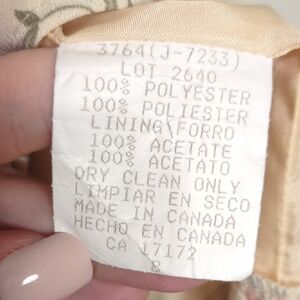 3764(J-7233)
LOT 2640
100% POLYESTER
100% POLIESTER
LINING\FORRO
100% ACETATE
100% ACETATO
DRY CLEAN ONLY
LIMPIAR EN SECO
MADE IN CANADA
HECHO EN CANADA
CA 17172
8